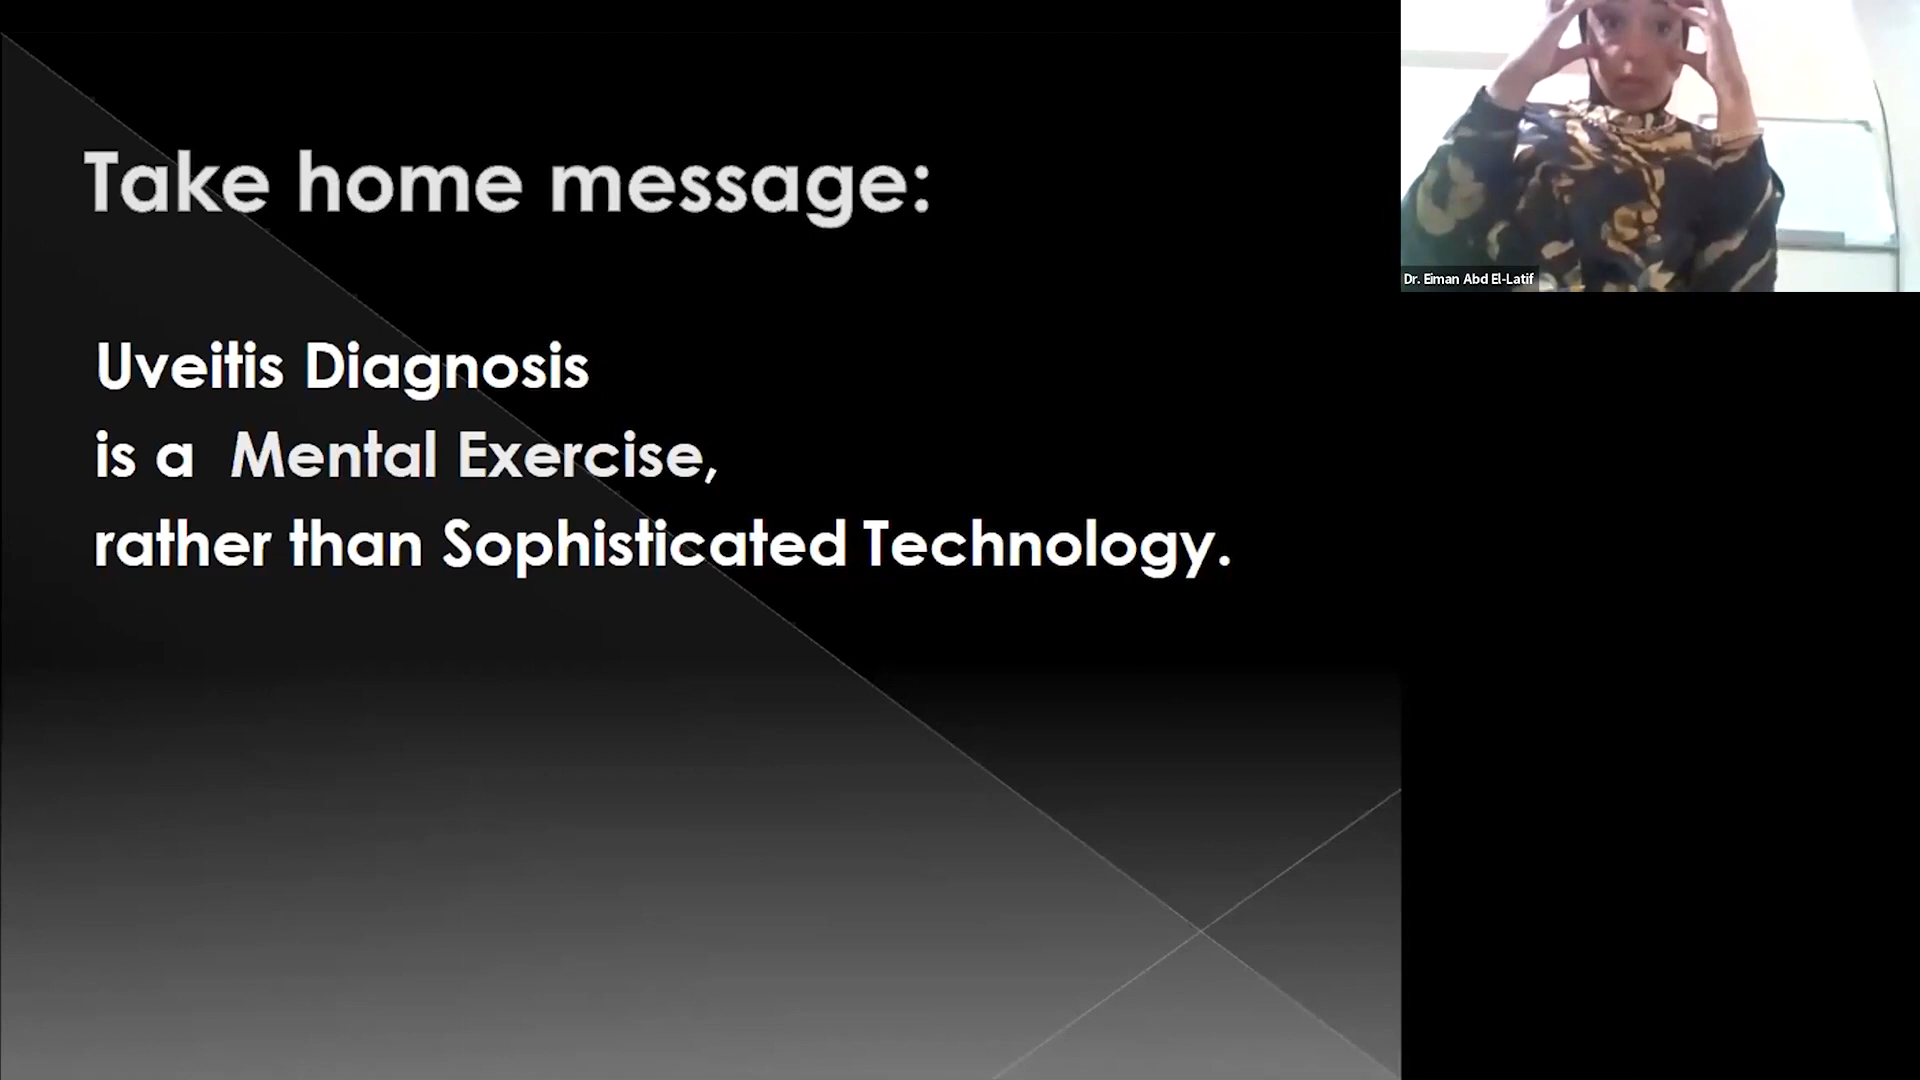 Take home message:
Uveitis Diagnosis
is a Mental Exercise,
rather than Sophisticated Technology.
Dr. Eiman Abd El-Latif